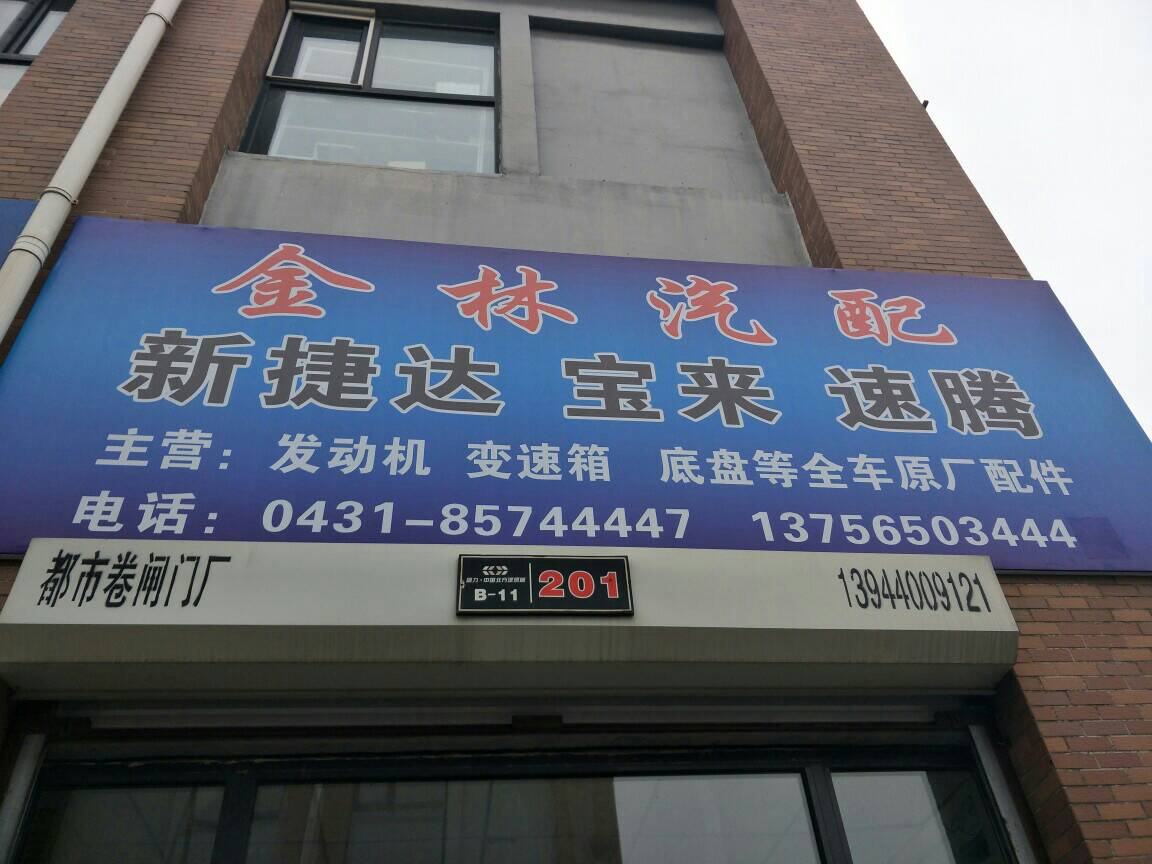 金林汽配
新捷达 宝来 速腾
主营：发动机 变速箱 底盘等全车原厂配件
电话：0431-85744447 13756503444
都市卷闸门厂
B-11
201
13944009121